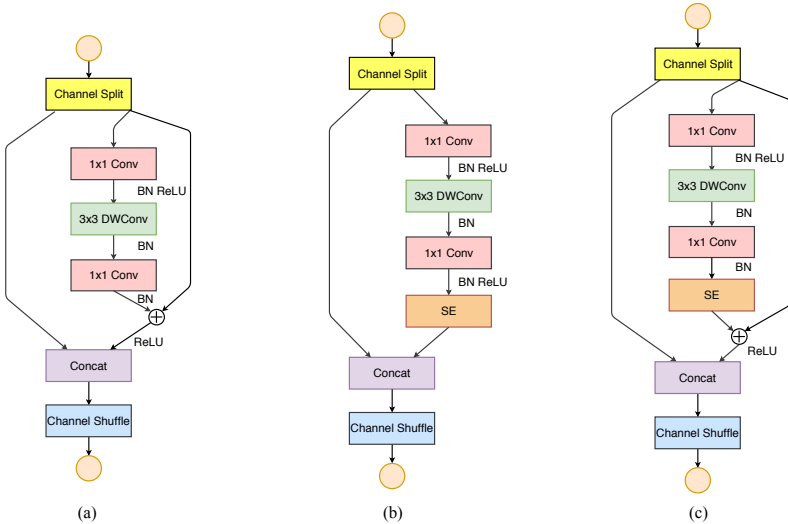 Channel Split
1x1 Conv
BN ReLU
3x3 DWConv
BN
1x1 Conv
BN
ReLU
Concat
Channel Shuffle
(a)
Channel Split
1x1 Conv
BN ReLU
3x3 DWConv
BN
1x1 Conv
BN ReLU
SE
Concat
Channel Shuffle
(b)
Channel Split
1x1 Conv
BN ReLU
3x3 DWConv
BN
1x1 Conv
BN
SE
ReLU
Concat
Channel Shuffle
(c)